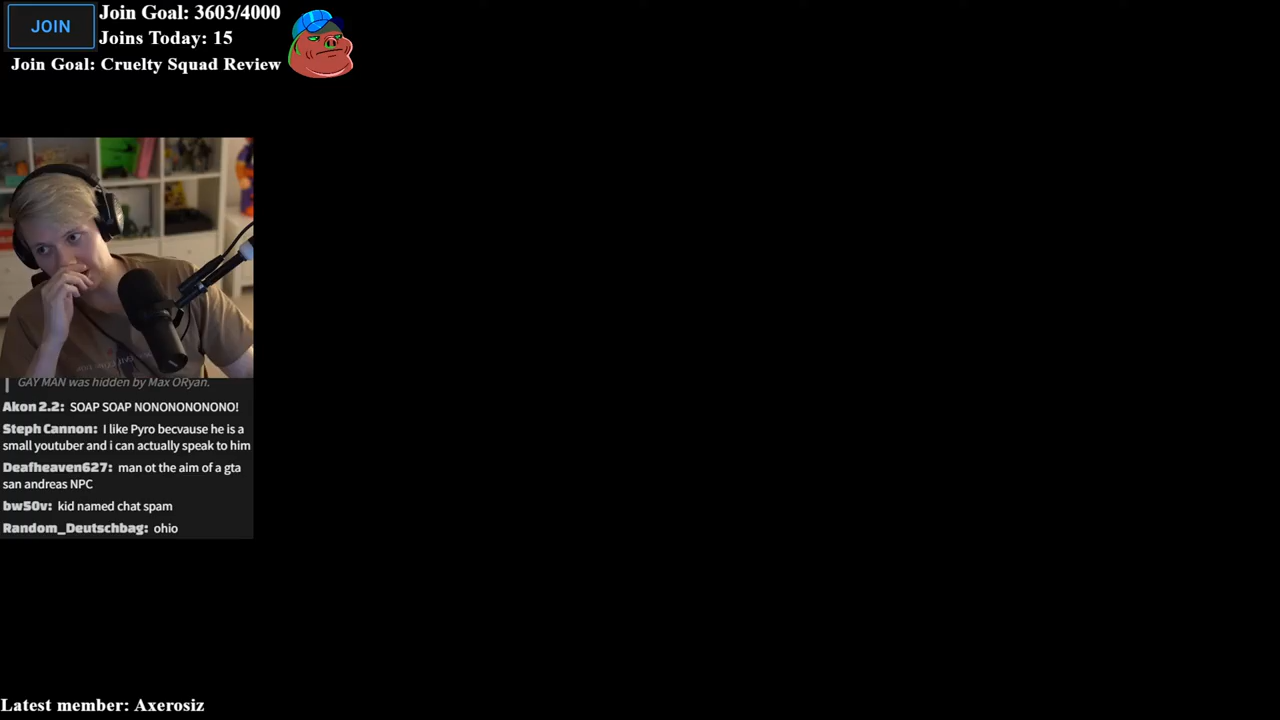 JOIN
Join Goal: 3603/4000
Joins Today: 15
Join Goal: Cruelty Squad Review
GAY MAN was hidden by Max ORyan.
Akon 2.2: SOAP SOAP NONONONONONO!
Steph Cannon: I like Pyro becvause he is a
small youtuber and i can actually speak to him
Deafheaven627: man ot the aim of a gta
san andreas NPC
bw50v: kid named chat spam
Random_Deutschbag: ohio
Latest member: Axerosiz